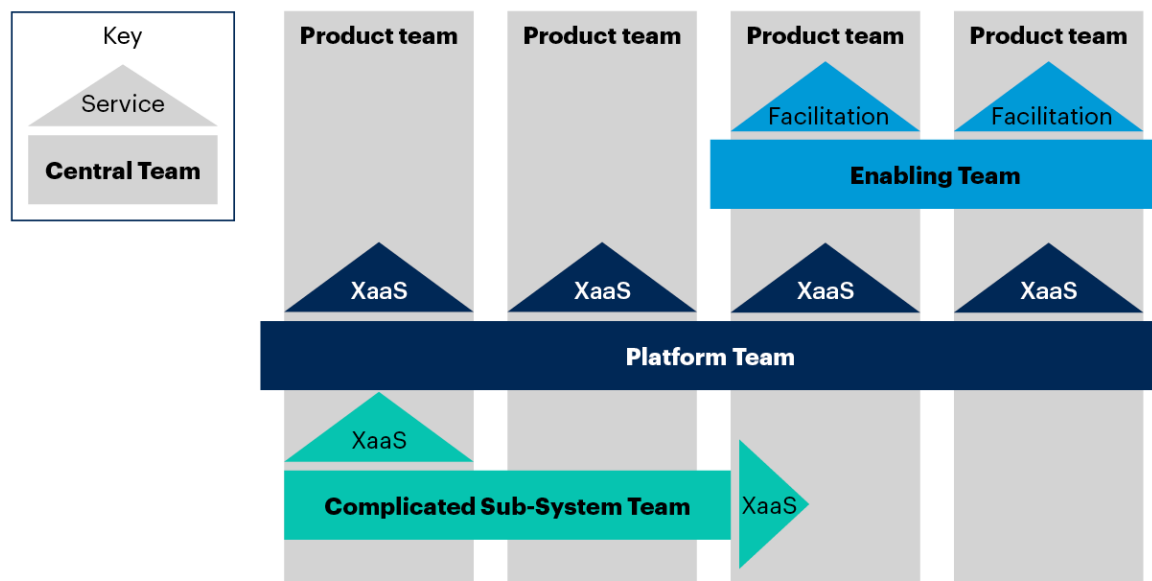 Key
Service
Central Team
Product team
Product team
Product team
Product team
Facilitation
Facilitation
Enabling Team
XaaS
XaaS
XaaS
XaaS
Platform Team
XaaS
Complicated Sub-System Team
XaaS